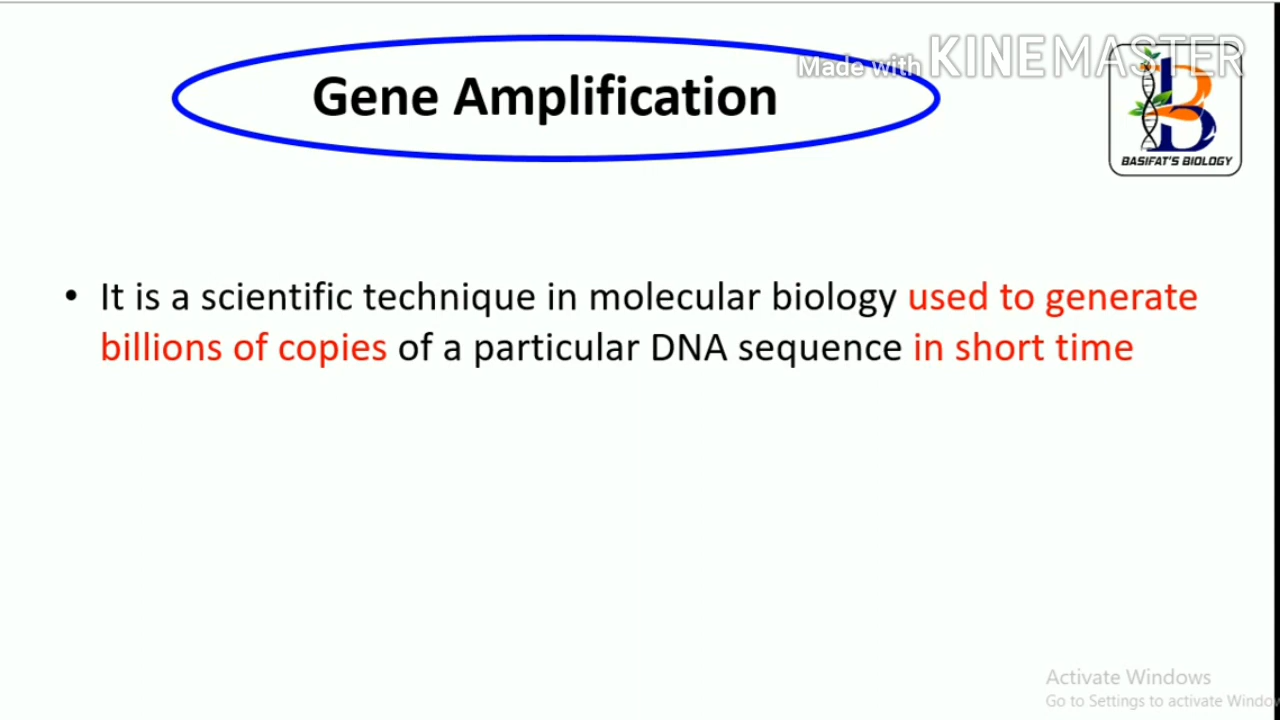 Made with KINEMASTER
Gene Amplification
BASIFAT'S BIOLOGY
• It is a scientific technique in molecular biology used to generate
billions of copies of a particular DNA sequence in short time
Activate Windows
Go to Settings to activate Windo